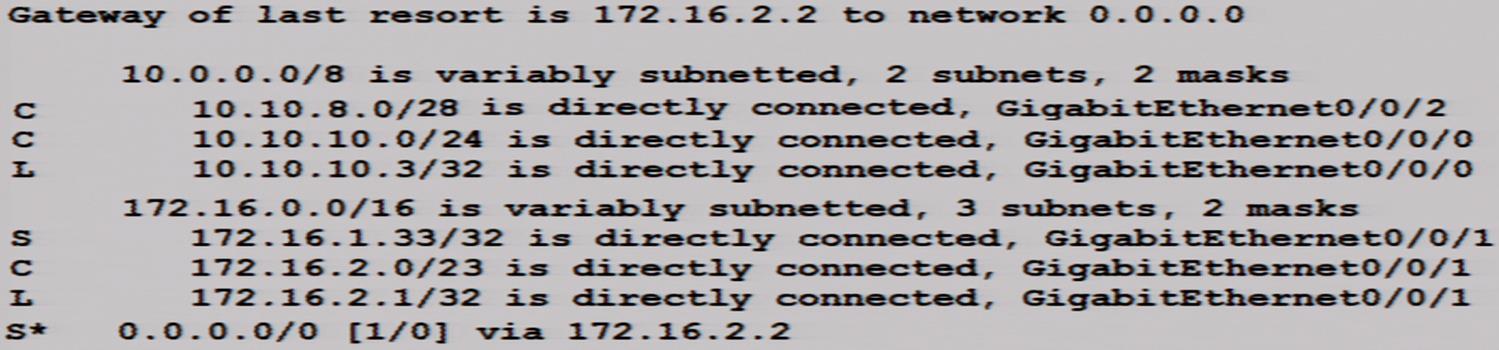 Gateway of last resort is 172.16.2.2 to network 0.0.0.0
10.0.0.0/8 is variably subnetted, 2 subnets, 2 masks
C 10.10.8.0/28 is directly connected, GigabitEthernet0/0/2
C 10.10.10.0/24 is directly connected, GigabitEthernet0/0/0
L 10.10.10.3/32 is directly connected, GigabitEthernet0/0/0
172.16.0.0/16 is variably subnetted, 3 subnets, 2 masks
S 172.16.1.33/32 is directly connected, GigabitEthernet0/0/1
C 172.16.2.0/23 is directly connected, GigabitEthernet0/0/1
L 172.16.2.1/32 is directly connected, GigabitEthernet0/0/1
S* 0.0.0.0/0 [1/0] via 172.16.2.2